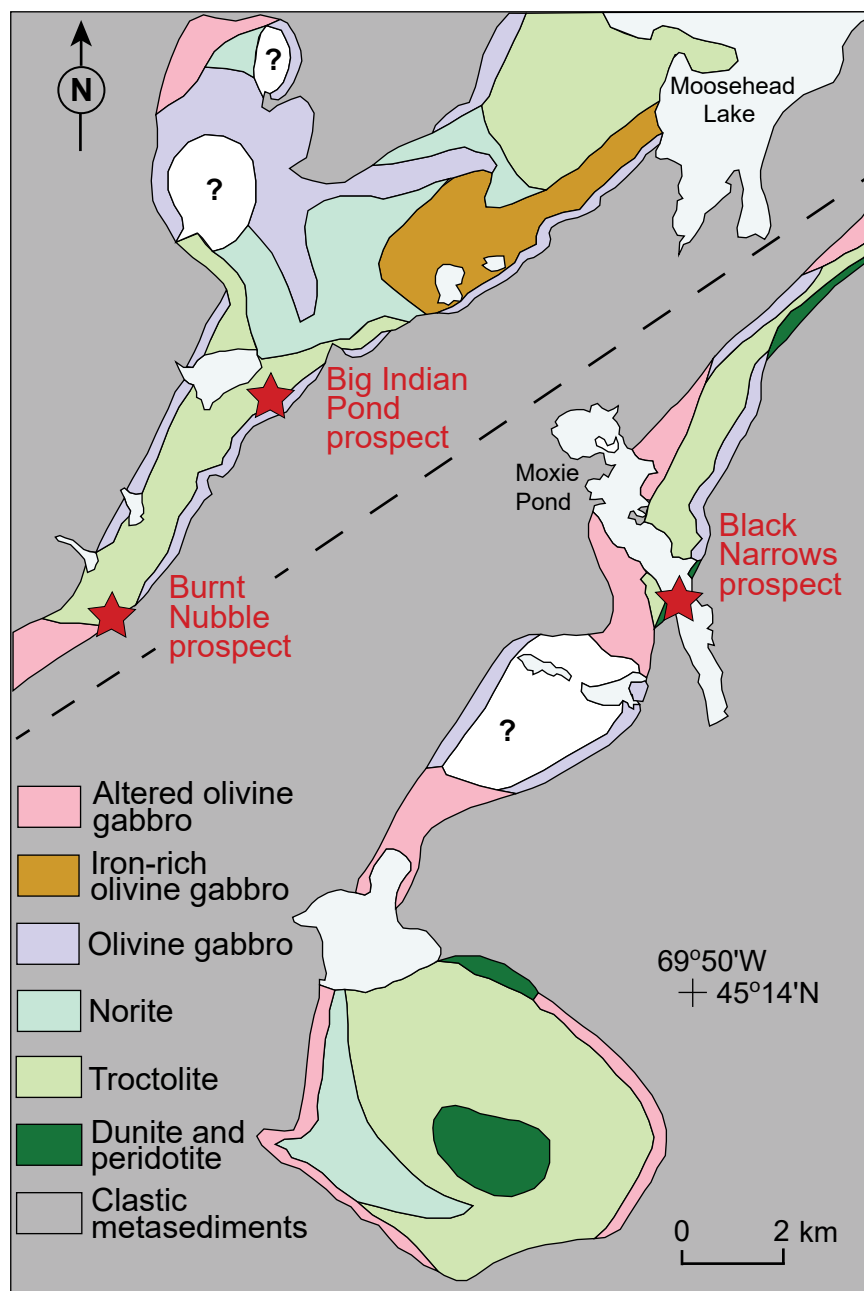 N
?
?
Moosehead
Lake
Big Indian
Pond
prospect
Moxie
Pond
Black
Narrows
prospect
Burnt
Nubble
prospect
?
Altered olivine
gabbro
Iron-rich
olivine gabbro
Olivine gabbro
Norite
Troctolite
Dunite and
peridotite
Clastic
metasediments
69º50'W
45º14'N
0 2 km